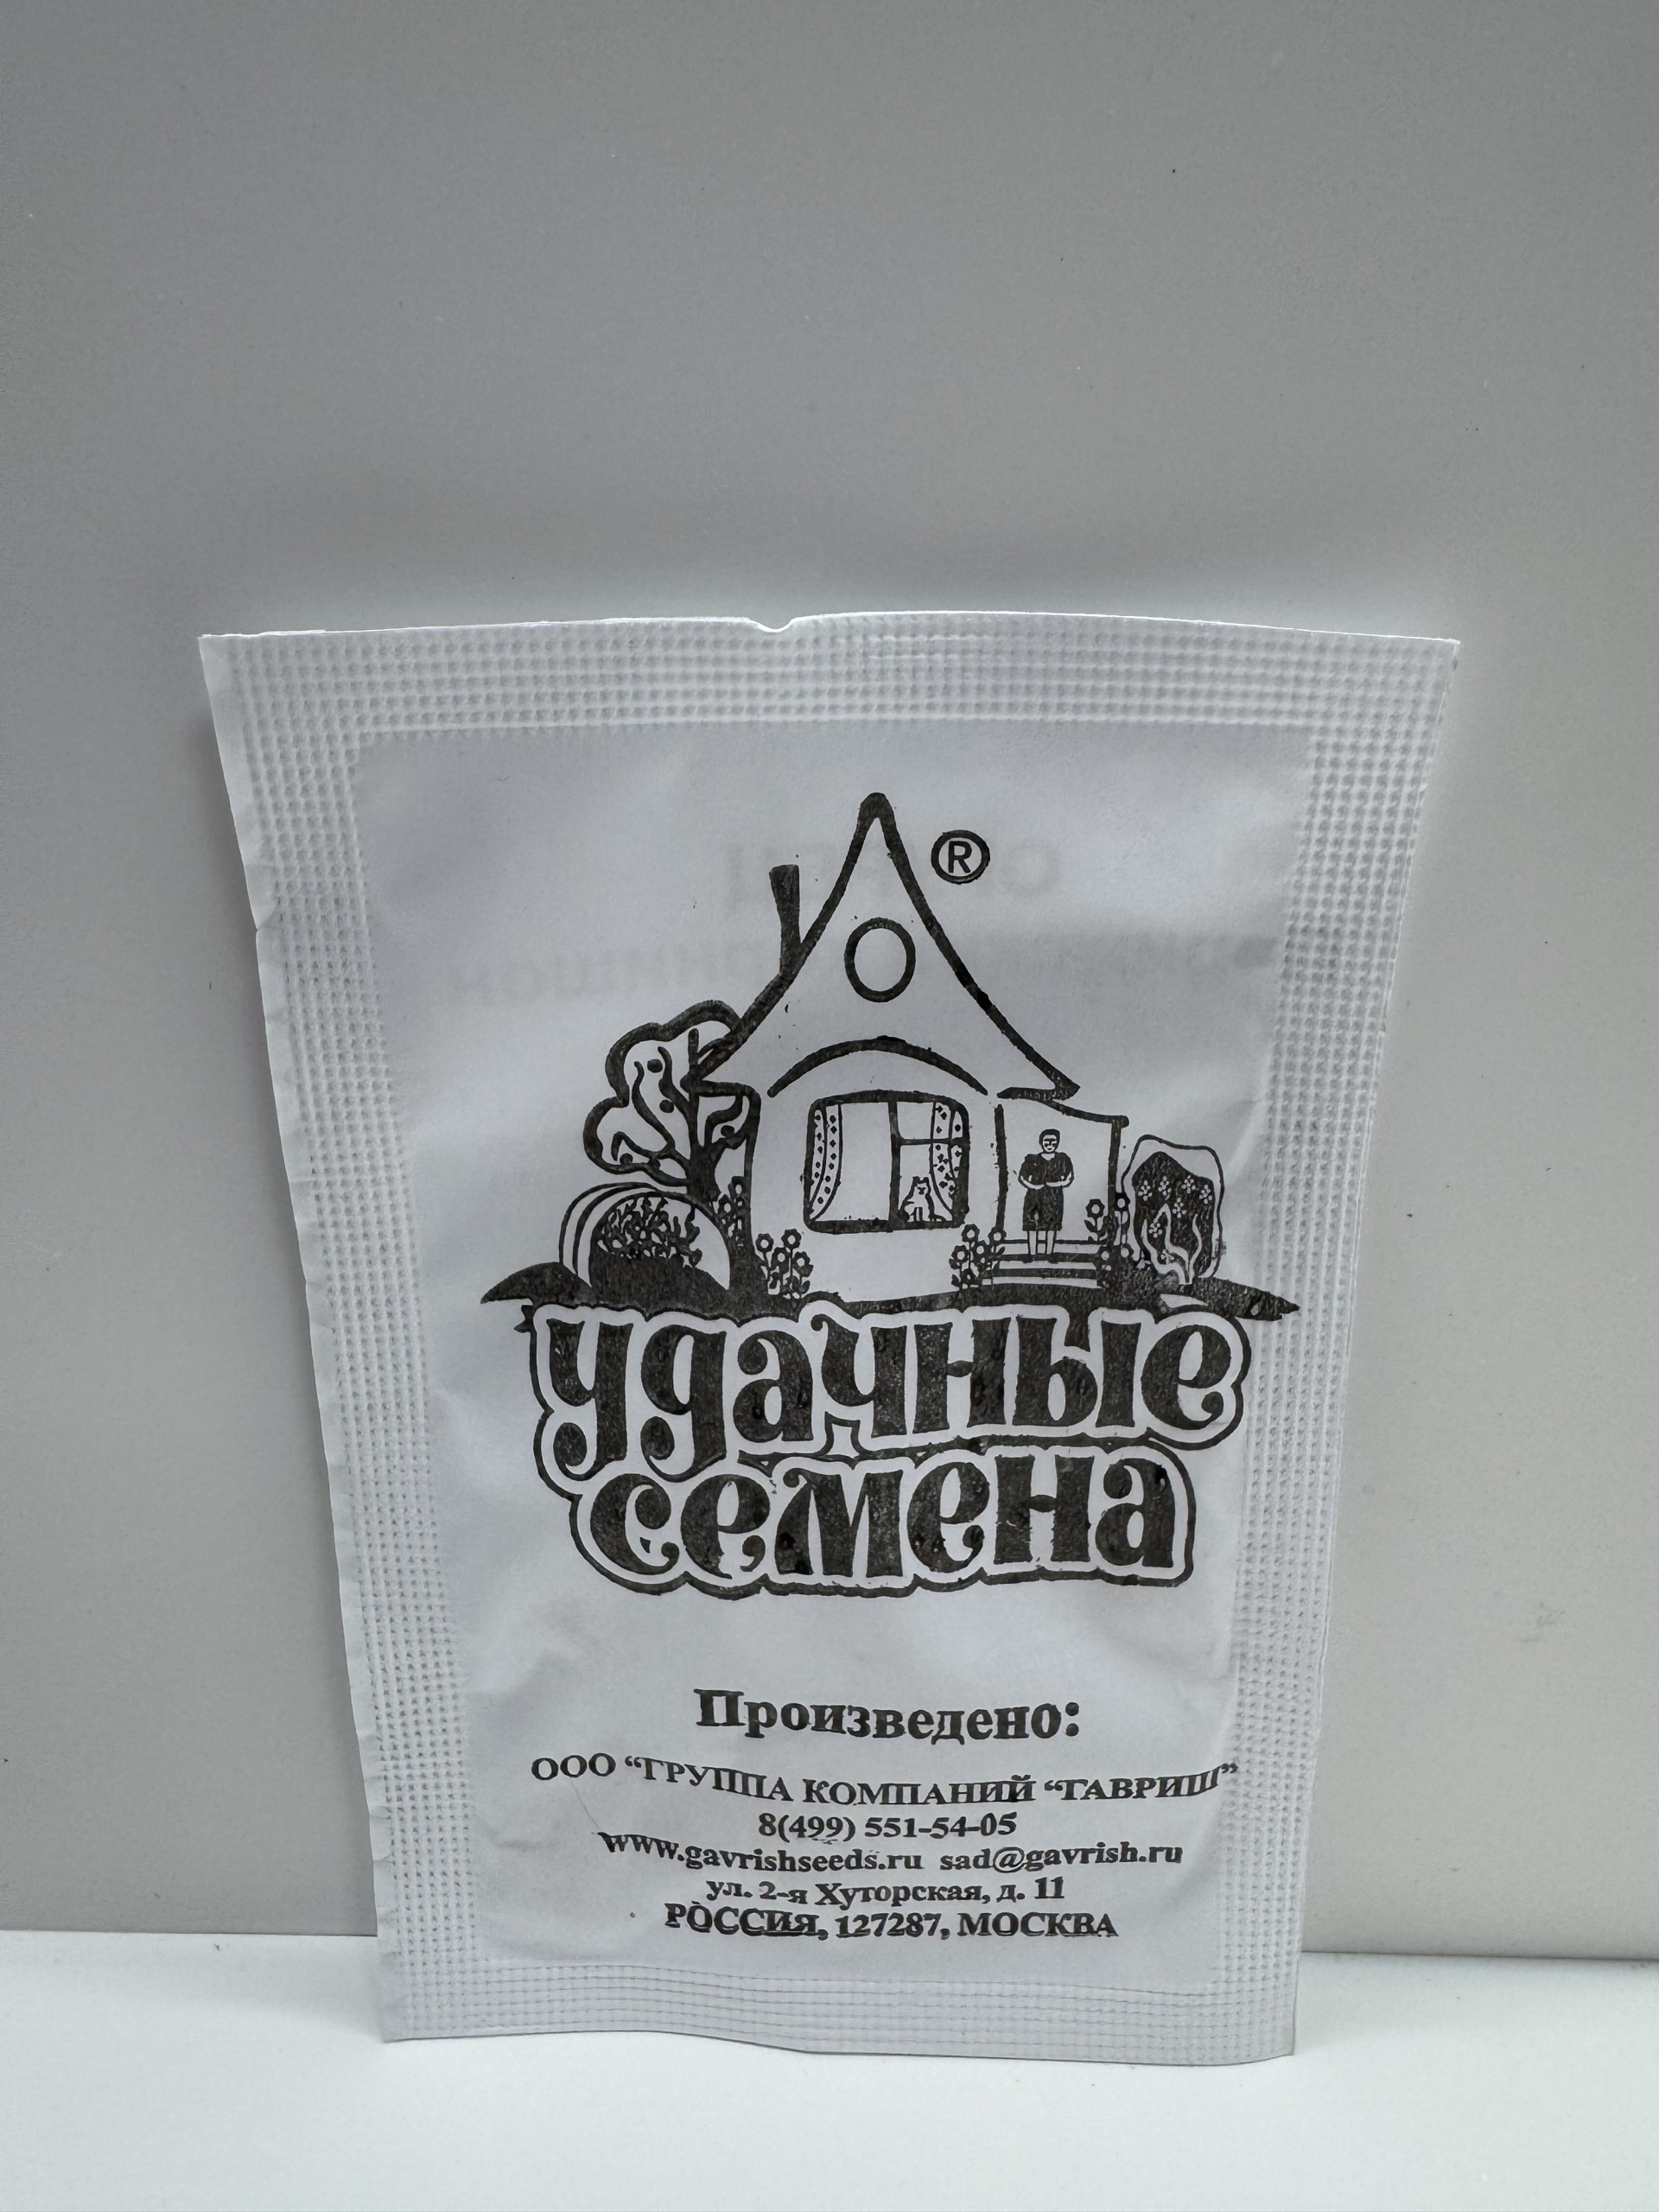 ®
удачные
семена
Произведено:
ООО “ГРУППА КОМПАНИЙ “ГАВРИШ”
8(499) 551-54-05
www.gavrishseeds.ru sad@gavrish.ru
ул. 2-я Хуторская, д. 11
РОССИЯ, 127287, МОСКВА